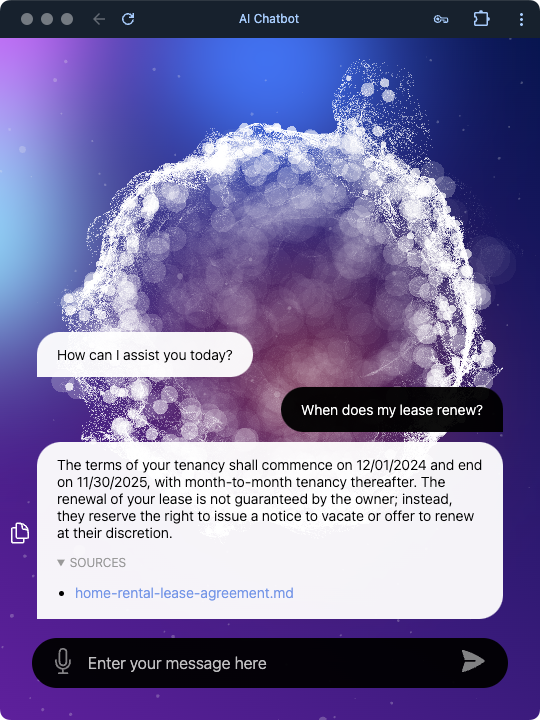 AI Chatbot
How can I assist you today?
When does my lease renew?
The terms of your tenancy shall commence on 12/01/2024 and end
on 11/30/2025, with month-to-month tenancy thereafter. The
renewal of your lease is not guaranteed by the owner; instead,
they reserve the right to issue a notice to vacate or offer to renew
at their discretion.
▼ SOURCES
• home-rental-lease-agreement.md
Enter your message here